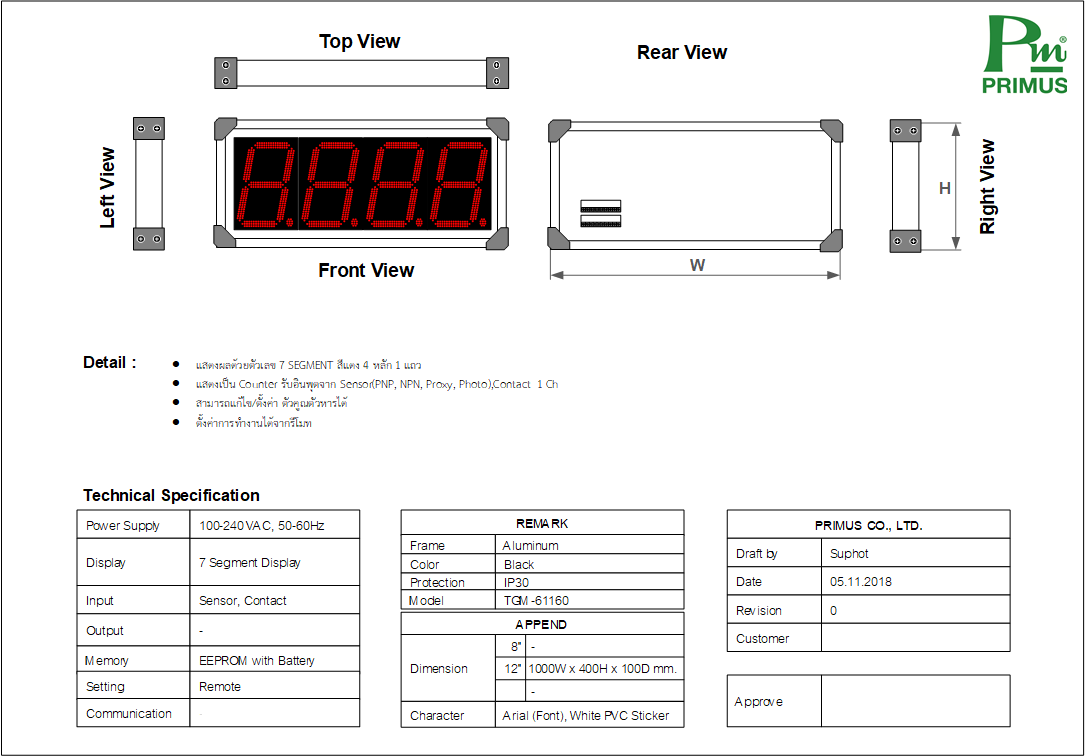 Top View
Rear View
Pm®
PRIMUS
Left View
8.8.8.8.
H
Right View
Front View
W
Detail :
● แสดงผลด้วยตัวเลข 7 SEGMENT สีแดง 4 หลัก 1 แถว
● แสดงเป็น Counter รับอินพุตจาก Sensor(PNP, NPN, Proxy, Photo),Contact 1 Ch
● สามารถแก้ไข/ตั้งค่า ตัวคูณตัวหารได้
● ตั้งค่าการทำงานได้จากรีโมท
Technical Specification
Power Supply 100-240 VAC, 50-60Hz
Display 7 Segment Display
Input Sensor, Contact
Output -
Memory EEPROM with Battery
Setting Remote
Communication -
REMARK
Frame Aluminum
Color Black
Protection IP30
Model TGM-61160
APPEND
Dimension
8" -
12" 1000W x 400H x 100D mm.
-
Character Arial (Font), White PVC Sticker
PRIMUS CO., LTD.
Draft by Suphot
Date 05.11.2018
Revision 0
Customer
Approve